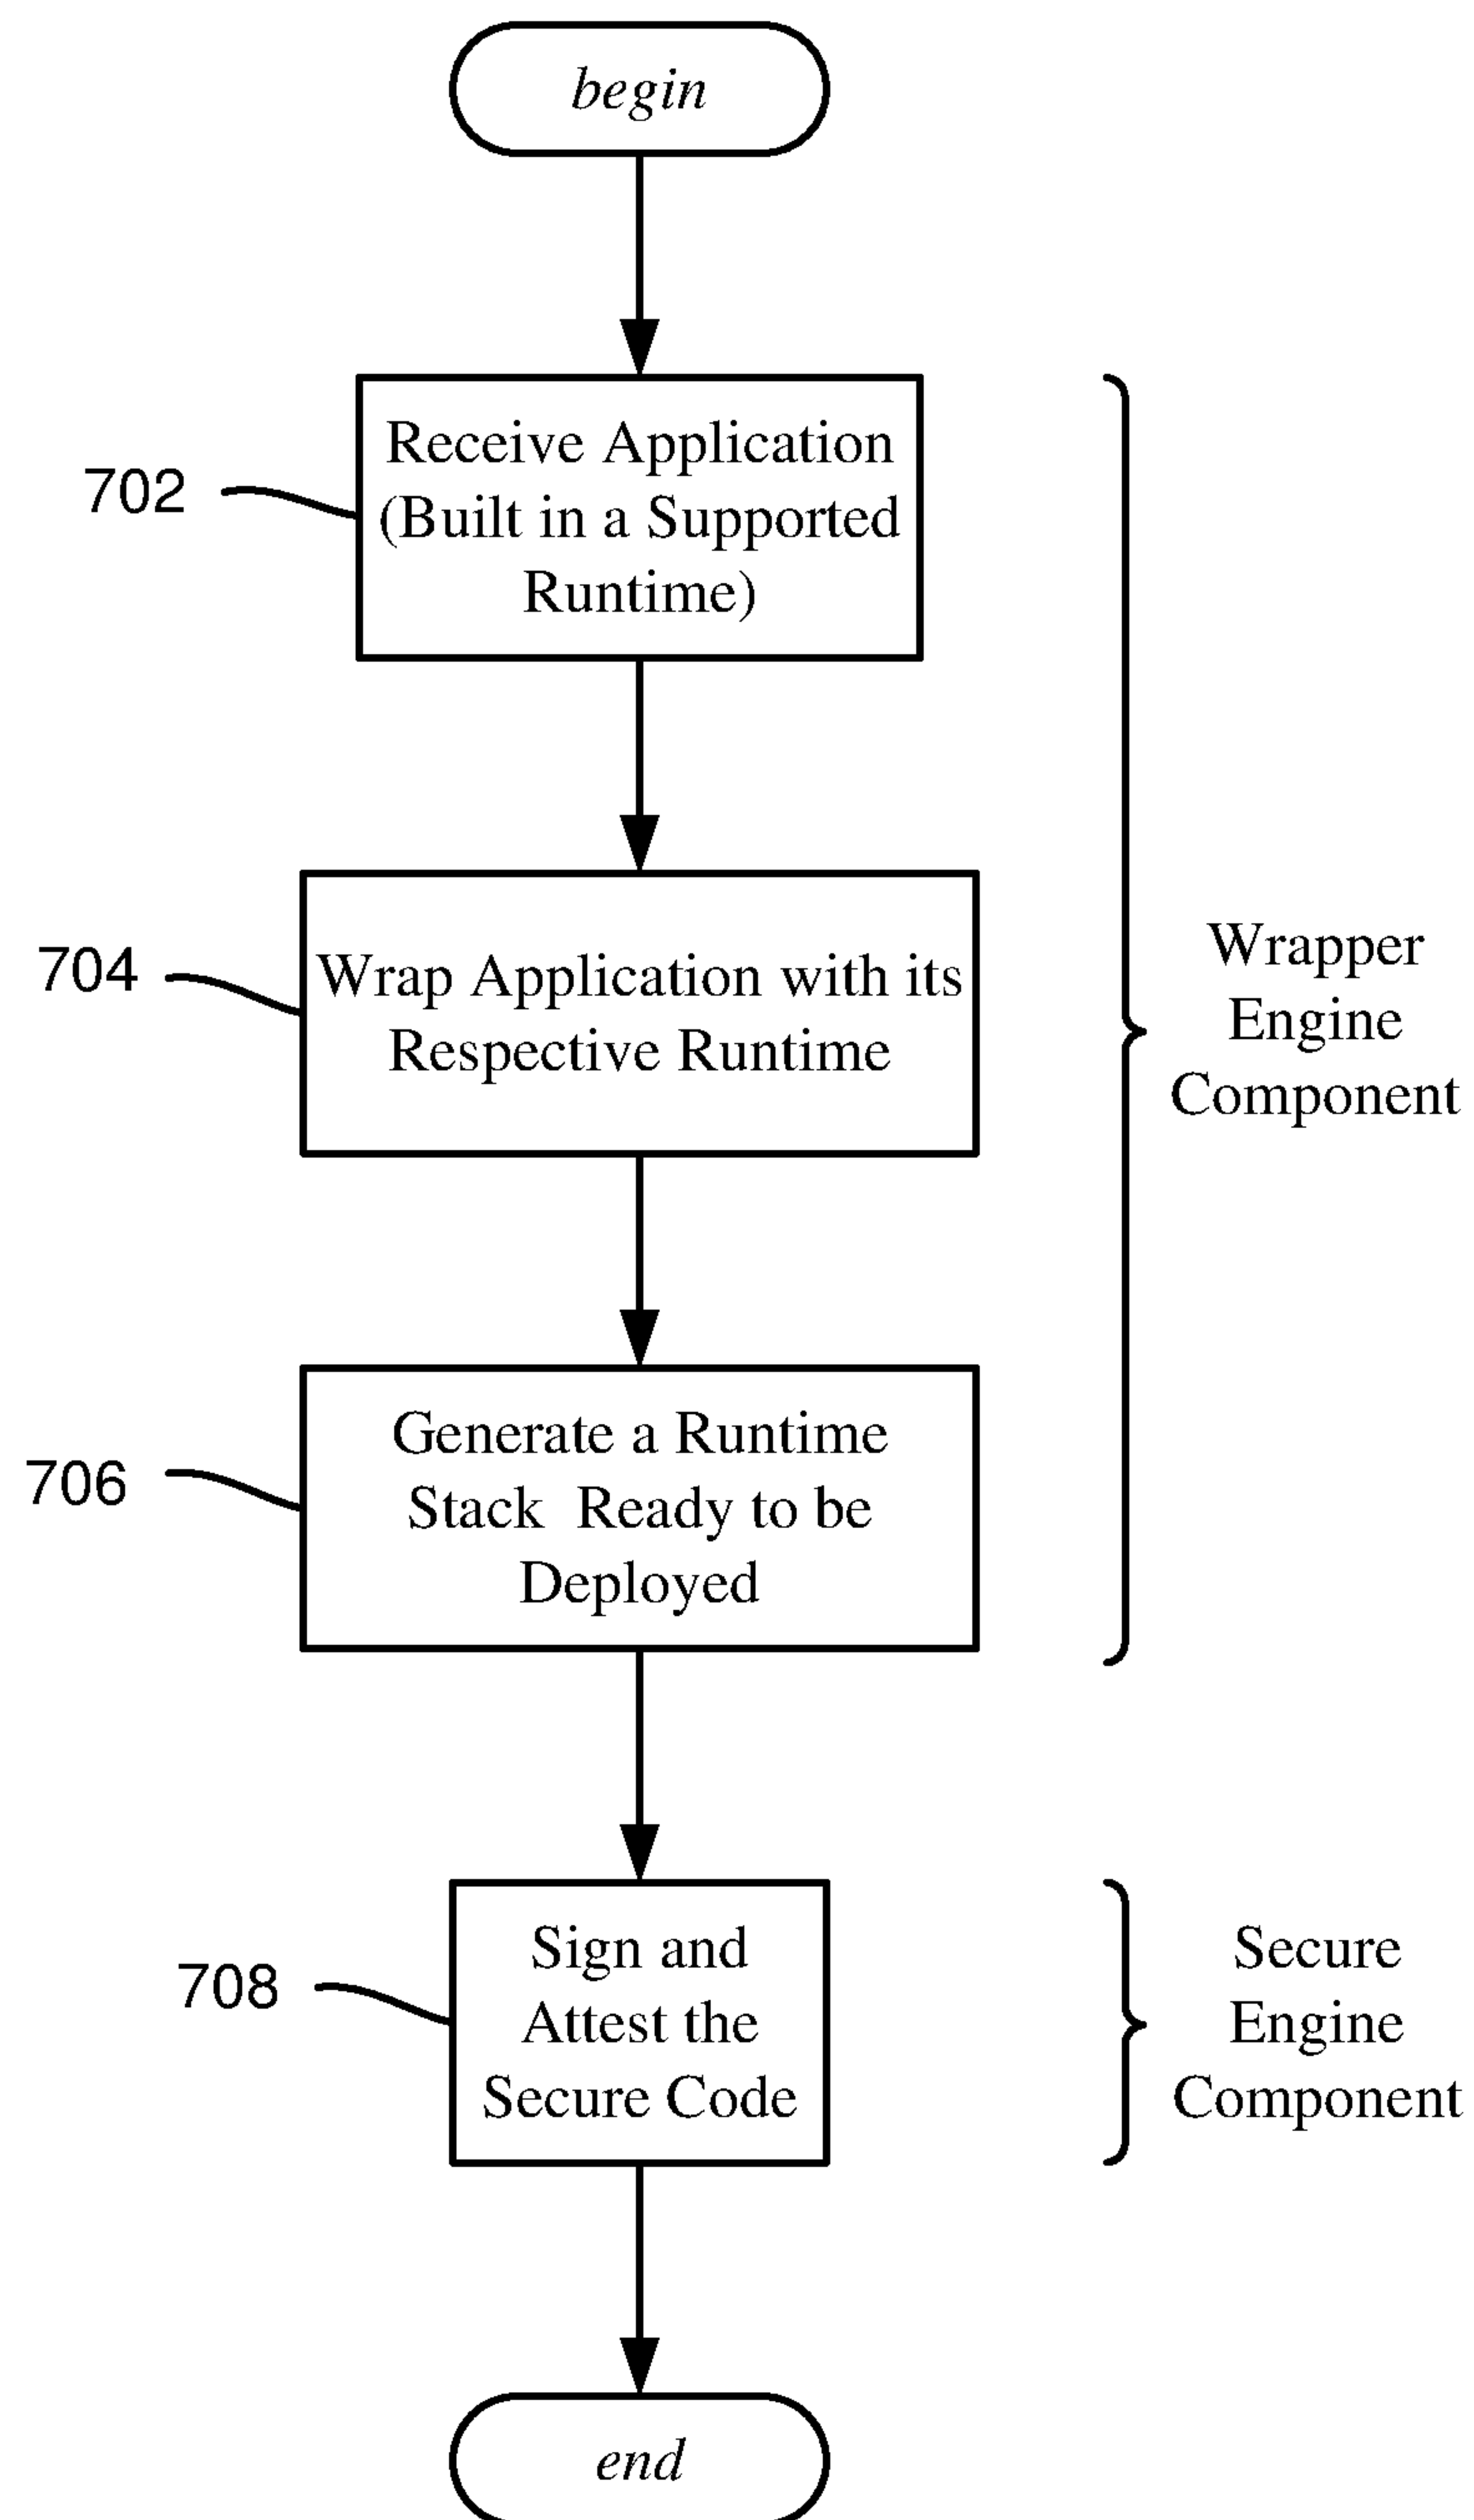 begin
702
Receive Application
(Built in a Supported
Runtime)
704
Wrap Application with its
Respective Runtime
Wrapper
Engine
Component
706
Generate a Runtime
Stack Ready to be
Deployed
708
Sign and
Attest the
Secure Code
Secure
Engine
Component
end